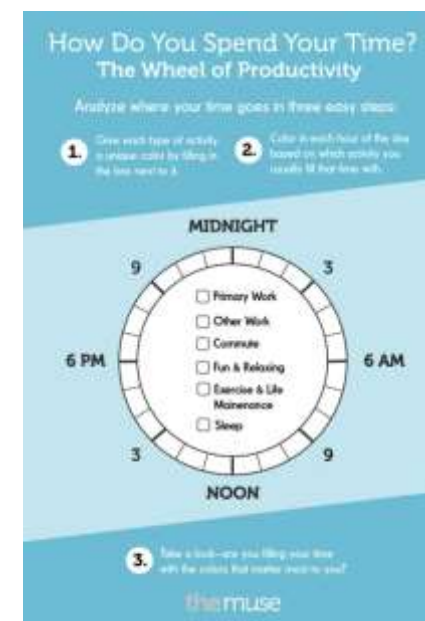 How Do You Spend Your Time?
The Wheel of Productivity
Analyze where your time goes in three easy steps:
1.
Give each type of activity
a unique color by filling in
the box next to it.
2.
Color in each hour of the day
based on which activity you
usually fill that time with.
MIDNIGHT
9
3
Primary Work
Other Work
Commute
Fun & Relaxing
Exercise & Life
Mainenance
Sleep
6 PM
6 AM
3
9
NOON
3.
Take a look—are you filling your time
with the colors that matter most to you?
themuse